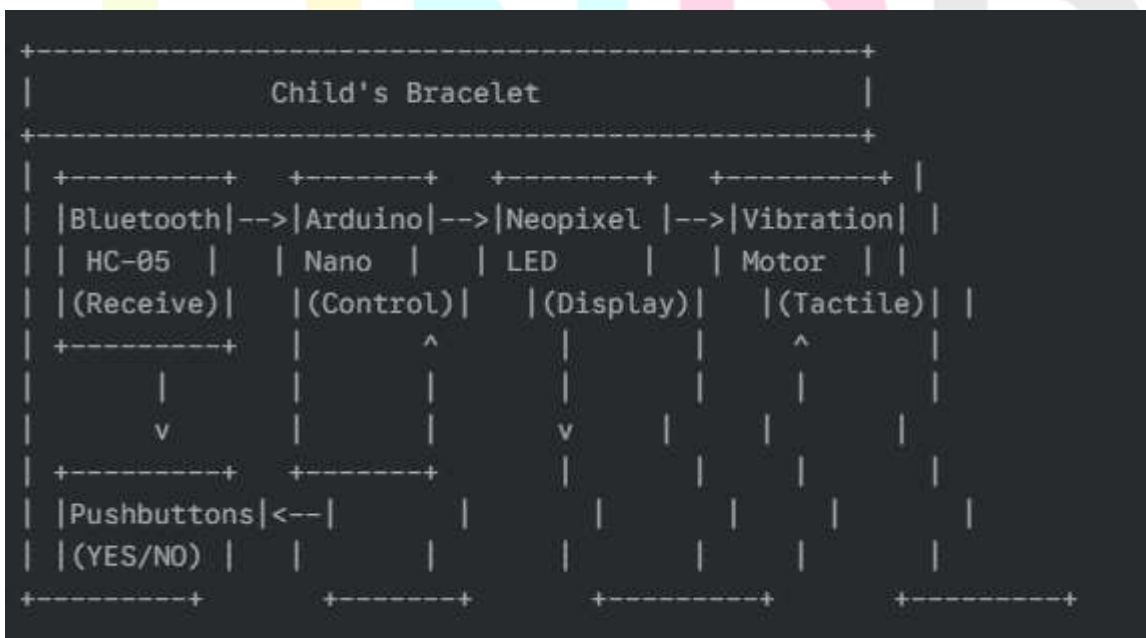 +--------------------------------------------------+
|                 Child's Bracelet                   |
+--------------------------------------------------+
| +---------+   +-------+   +--------+   +---------+ |
| |Bluetooth|-->|Arduino|-->|Neopixel |-->|Vibration| |
| | HC-05  |   | Nano  |   | LED     |   | Motor  | |
| |(Receive)|   |(Control)|   |(Display)|   |(Tactile)| |
| +---------+   |        ^        |       |      ^       |
|       |       |        |        |       |      |       |
|       v       |        |        v      |      |       |
| +---------+   +-------+        |       |      |       |
| |Pushbuttons|<--|       |       |       |     |       |
| |(YES/NO) |   |       |       |       |     |       |
+---------+       +-------+       +---------+       +---------+